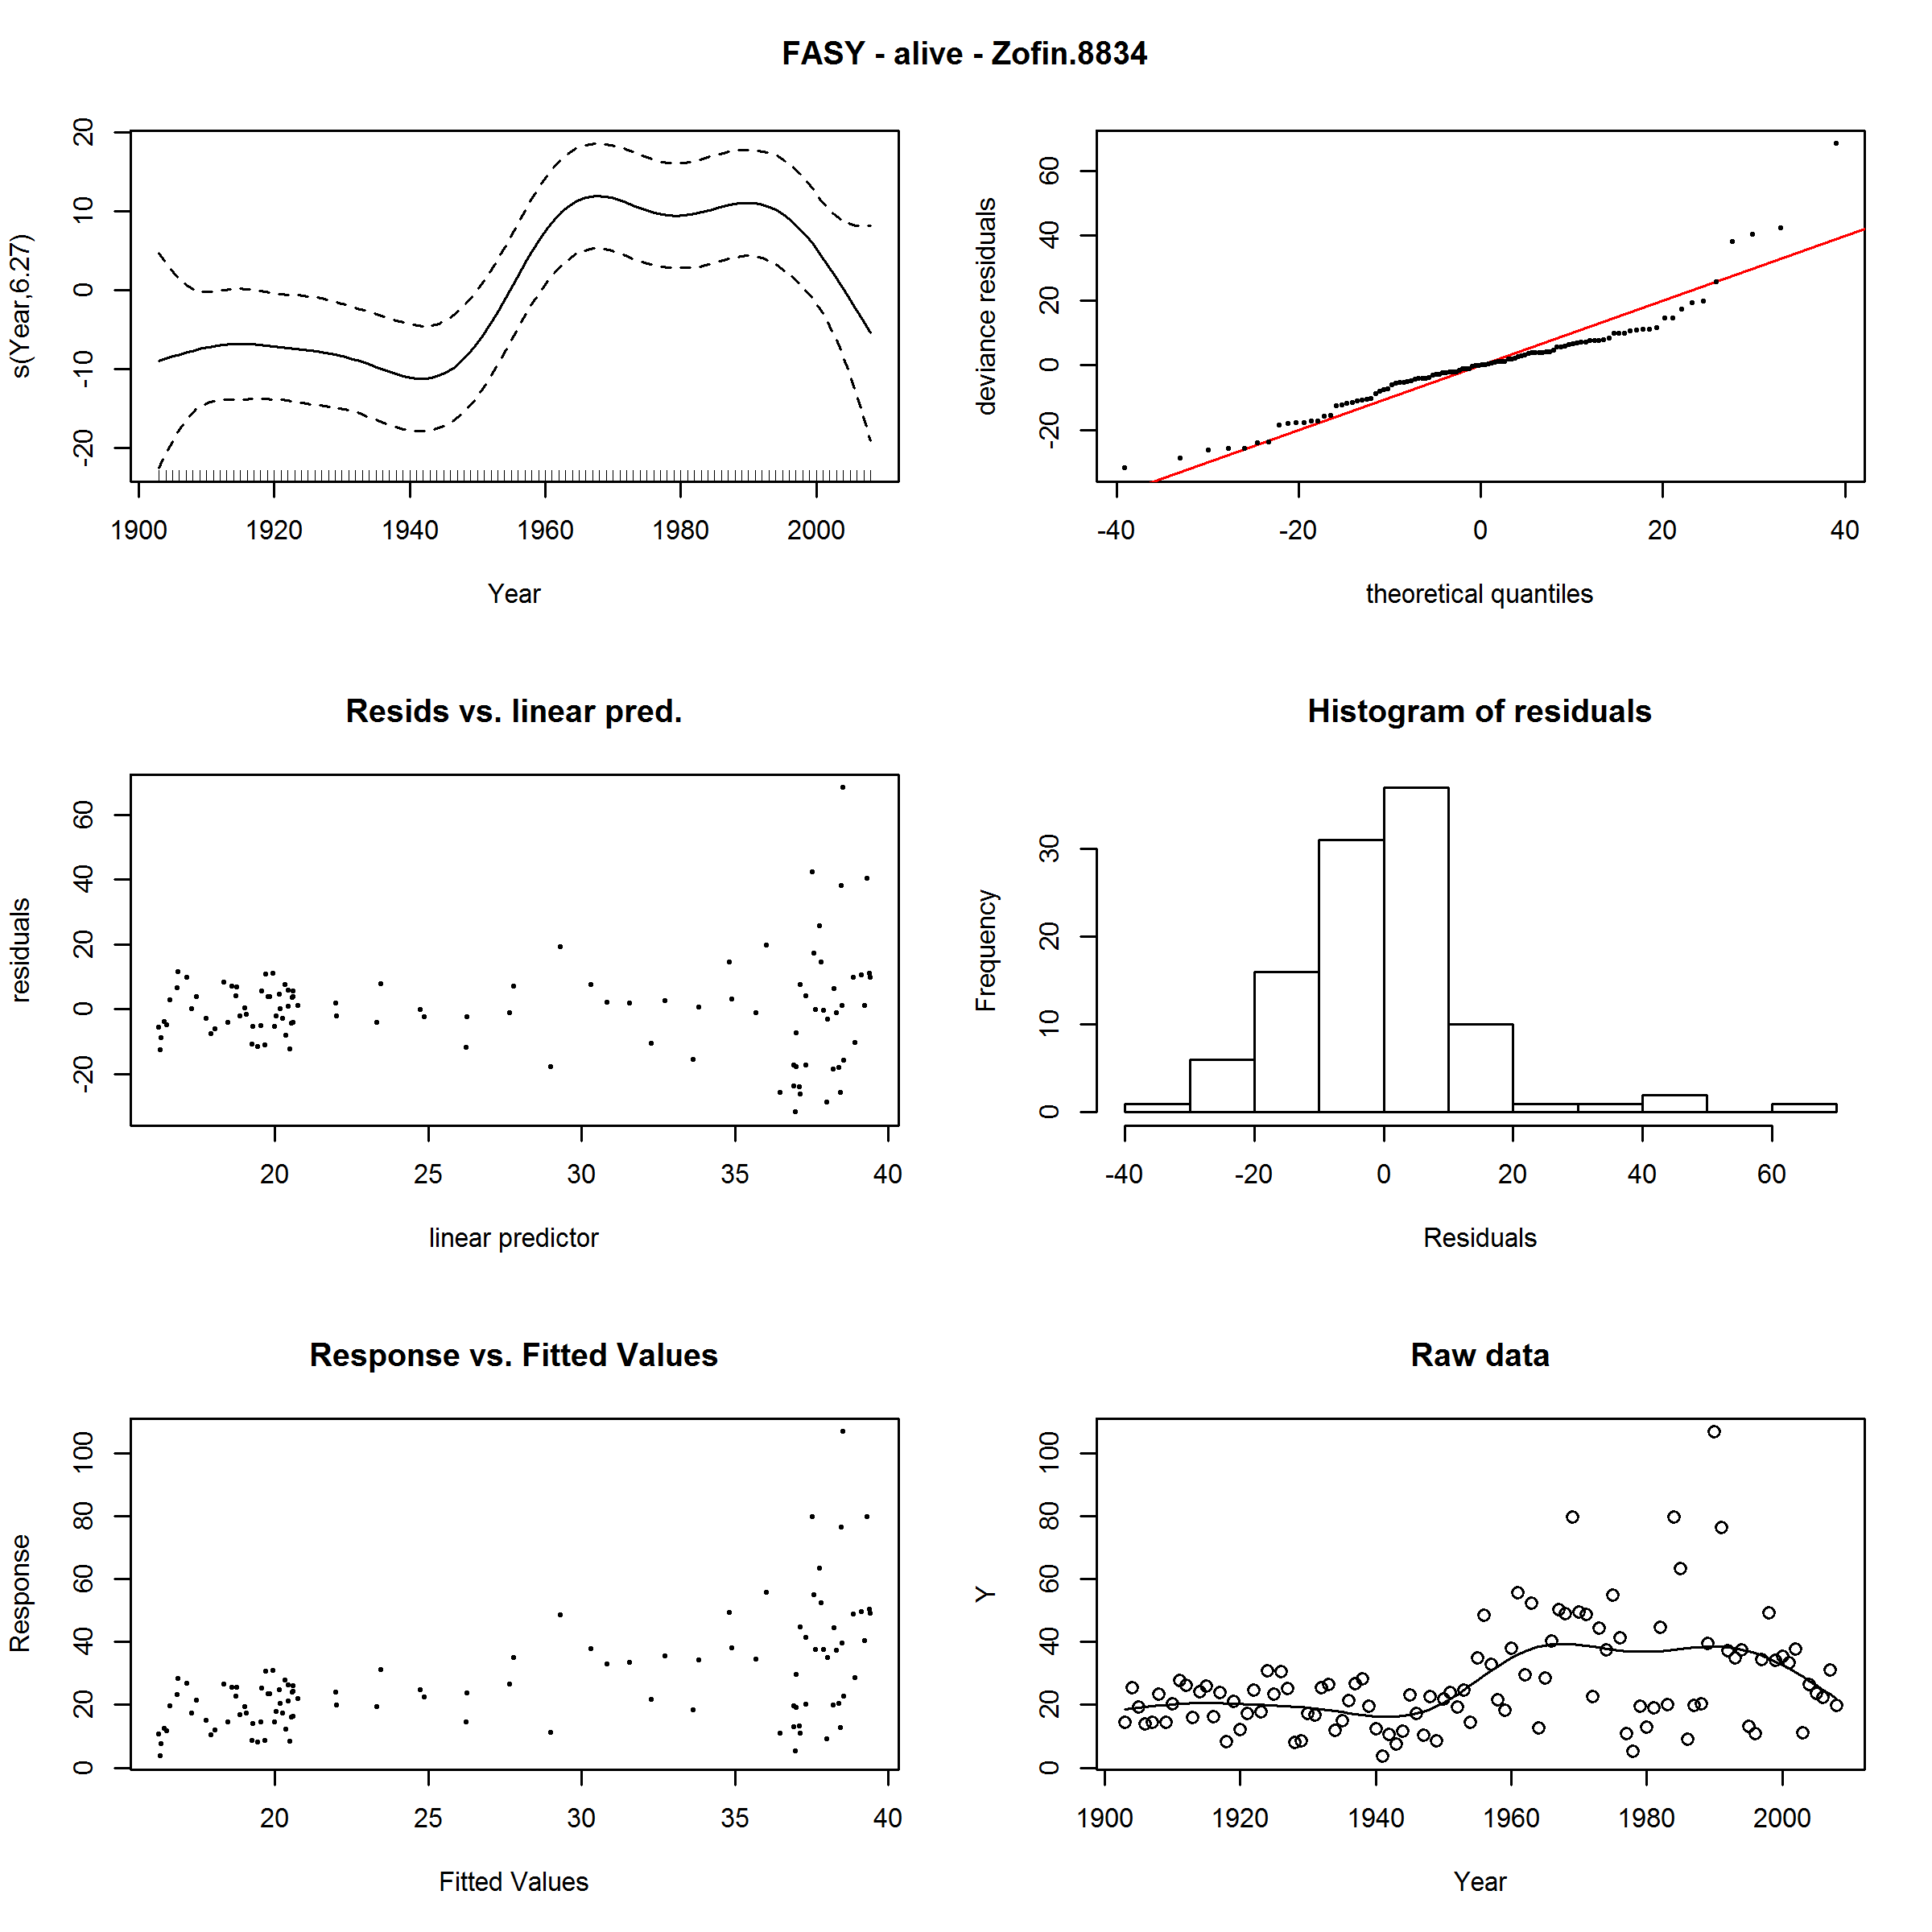 FASY - alive - Zofin.8834
s(Year,6.27)
20
10
0
-10
-20
1900 1920 1940 1960 1980 2000
Year
deviance residuals
60
40
20
0
-20
-40 -20 0 20 40
theoretical quantiles
Resids vs. linear pred.
residuals
60
40
20
0
-20
20 25 30 35 40
linear predictor
Histogram of residuals
Frequency
30
20
10
0
-40 -20 0 20 40 60
Residuals
Response vs. Fitted Values
Response
100
80
60
40
20
0
20 25 30 35 40
Fitted Values
Raw data
Y
100
80
60
40
20
0
1900 1920 1940 1960 1980 2000
Year